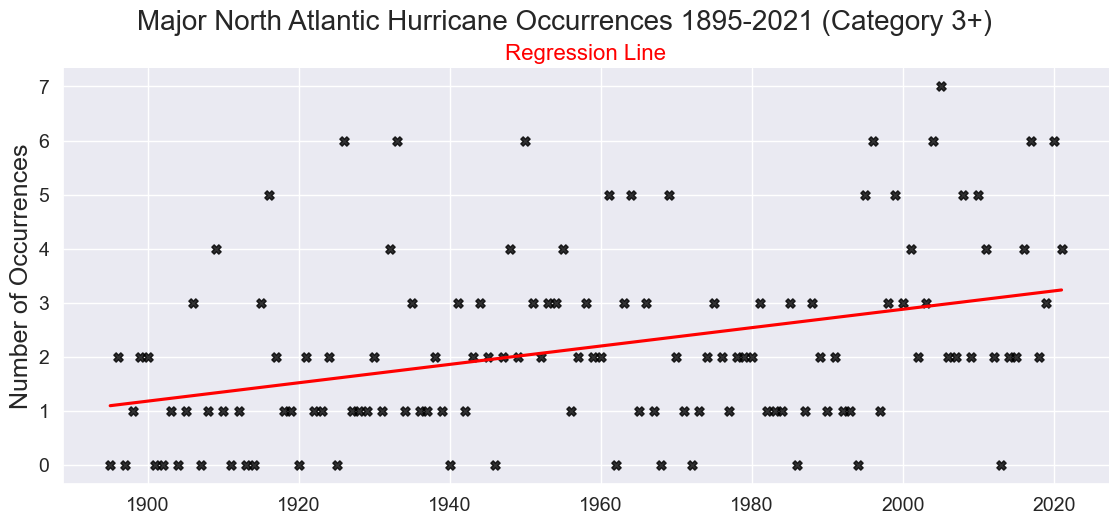 Major North Atlantic Hurricane Occurrences 1895-2021 (Category 3+)
Regression Line
Number of Occurrences
7
6
5
4
3
2
1
0
1900 1920 1940 1960 1980 2000 2020